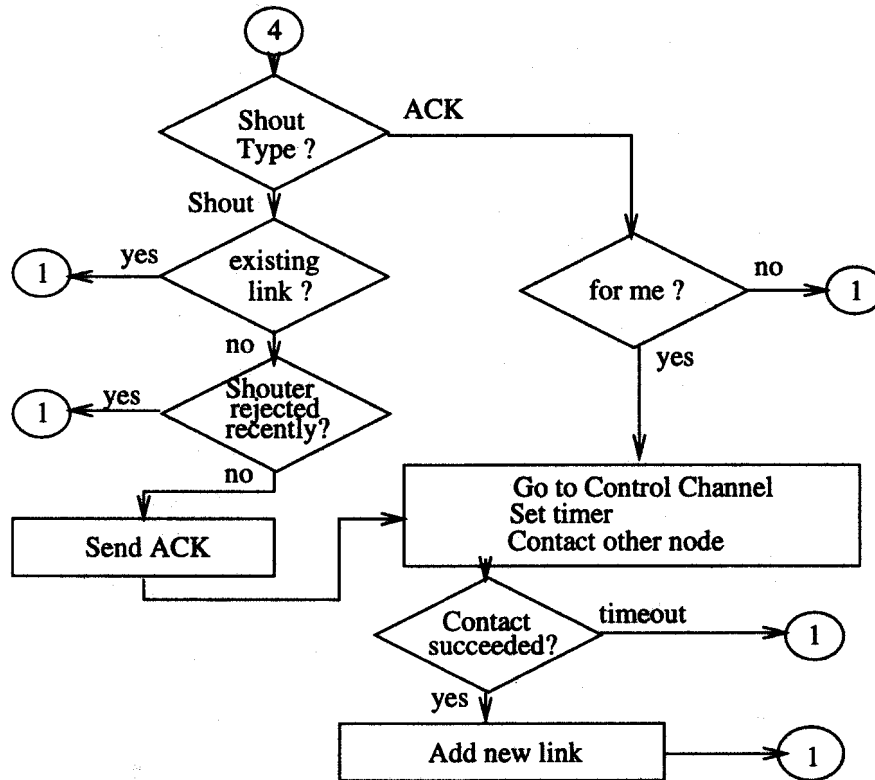 4
Shout
Type ?
ACK
Shout
1
yes
existing
link ?
for me ?
no
1
no
yes
1
yes
Shouter
rejected
recently?
no
Go to Control Channel
Set timer
Contact other node
Send ACK
Contact
succeeded?
timeout
1
yes
Add new link
1